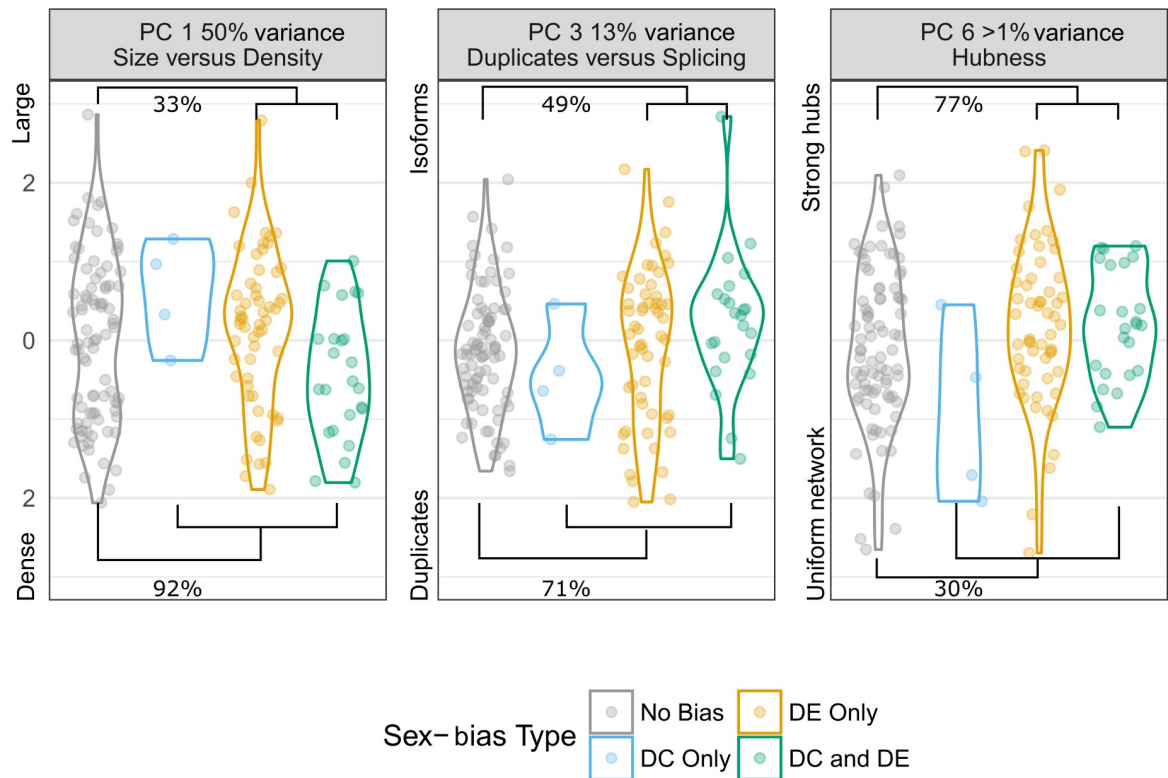 PC 1 50% variance
Size versus Density
PC 3 13% variance
Duplicates versus Splicing
PC 6 >1% variance
Hubness
Large
2
0
2
Dense
33%
92%
Isoforms
Duplicates
49%
71%
Strong hubs
Uniform network
77%
30%
Sex-bias Type
No Bias
DE Only
DC Only
DC and DE